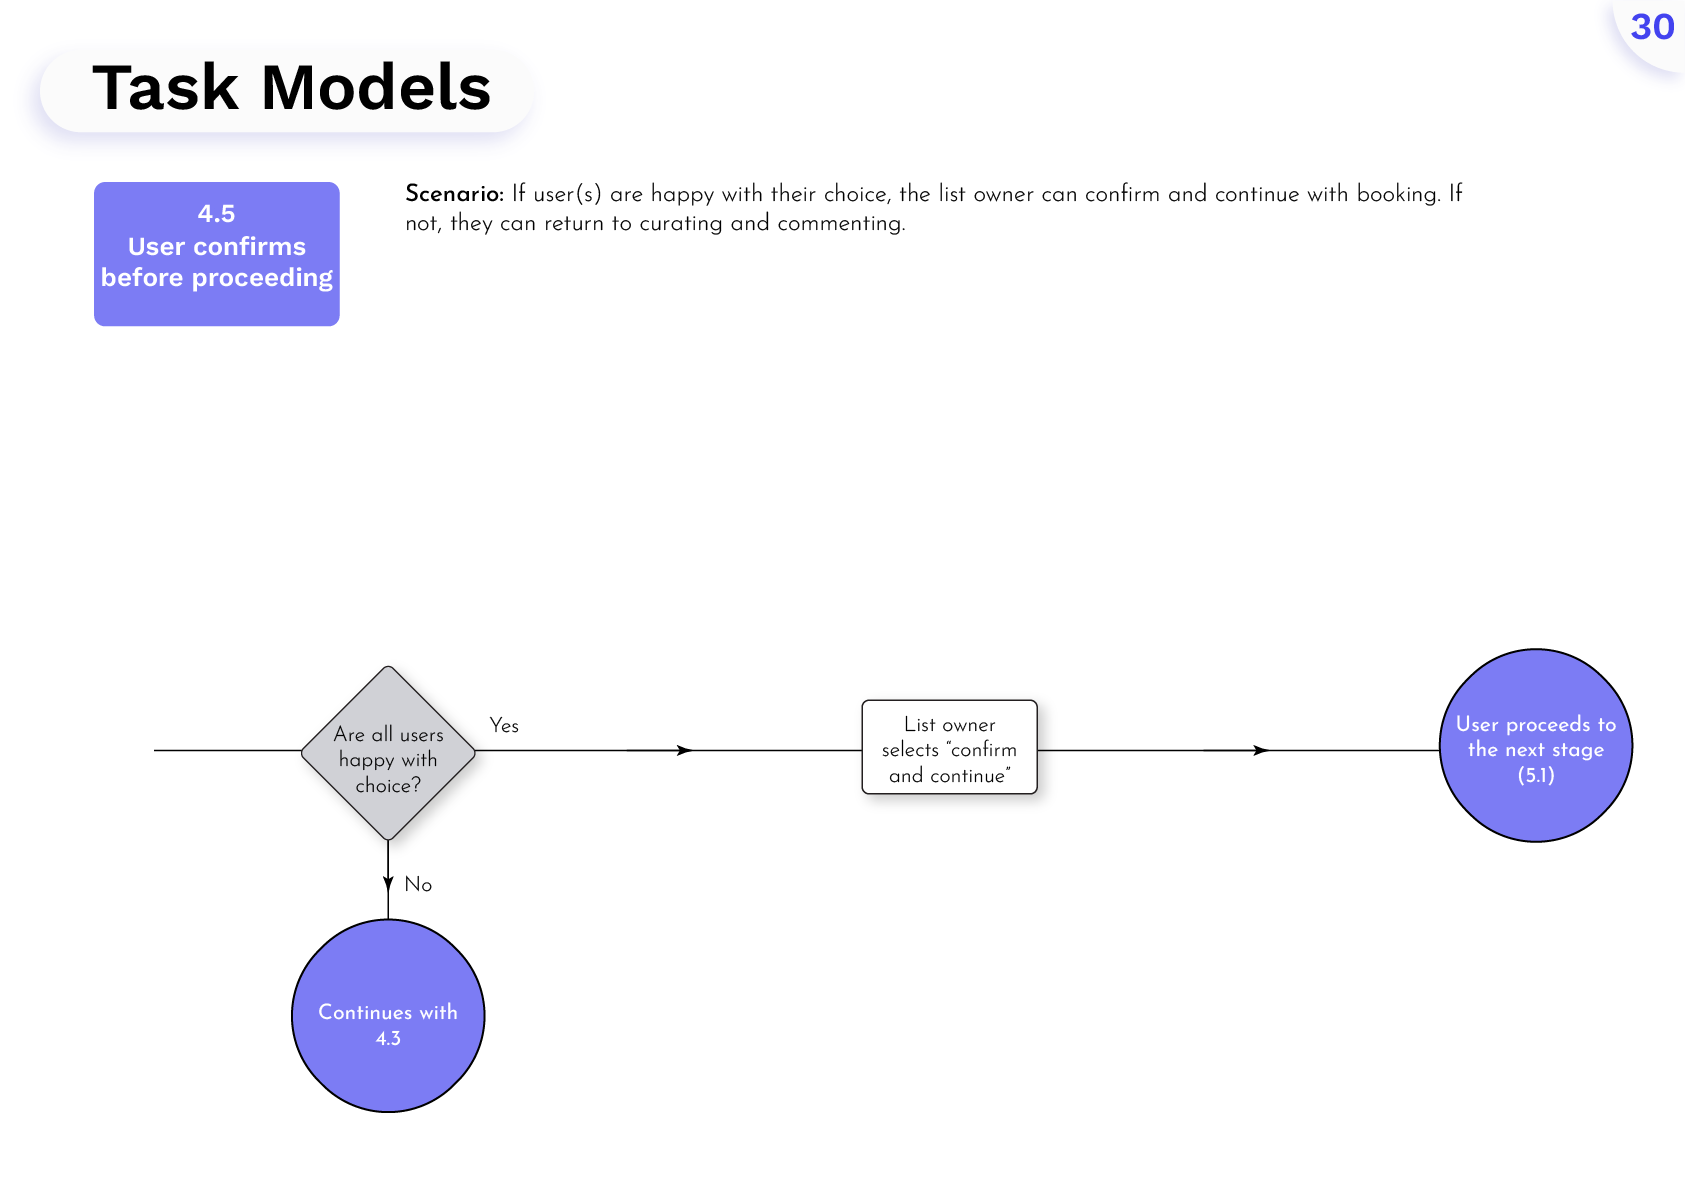 30
Task Models
4.5
User confirms
before proceeding
Scenario: If user(s) are happy with their choice, the list owner can confirm and continue with booking. If
not, they can return to curating and commenting.
Are all users
happy with
choice?
Yes
List owner
selects “confirm
and continue”
User proceeds to
the next stage
(5.1)
No
Continues with
4.3